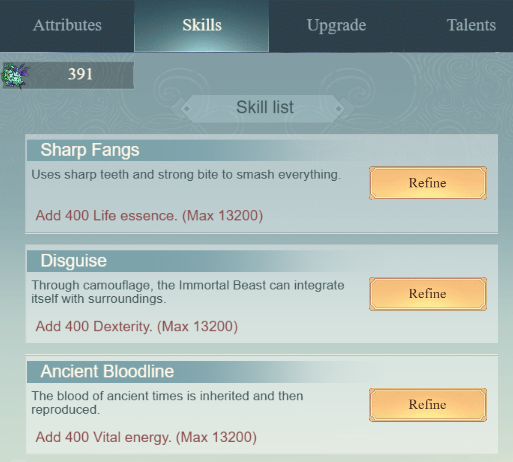 Attributes Skills Upgrade Talents
391
Skill list
Sharp Fangs
Uses sharp teeth and strong bite to smash everything.
Refine
Add 400 Life essence. (Max 13200)
Disguise
Through camouflage, the Immortal Beast can integrate
itself with surroundings.
Refine
Add 400 Dexterity. (Max 13200)
Ancient Bloodline
The blood of ancient times is inherited and then
reproduced.
Refine
Add 400 Vital energy. (Max 13200)